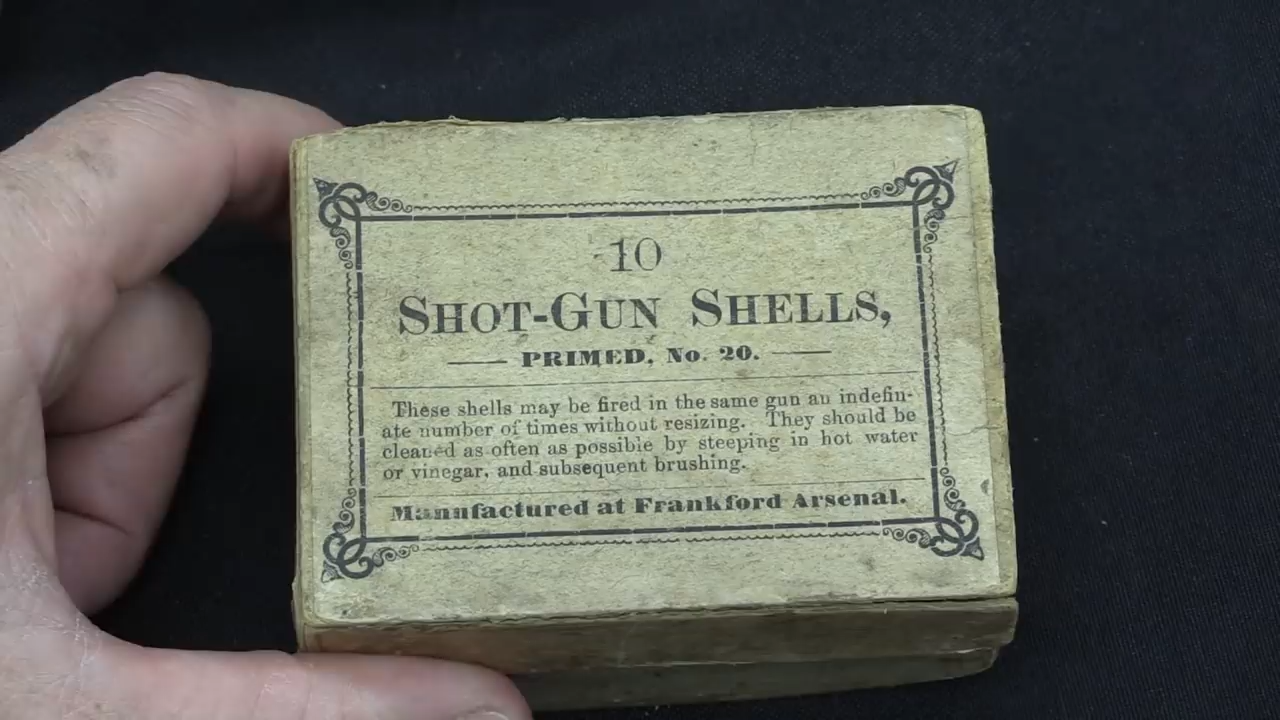 10
SHOT-GUN SHELLS,
PRIMED, No. 20.
These shells may be fired in the same gun an indefin-
ate number of times without resizing. They should be
cleaned as often as possible by steeping in hot water
or vinegar, and subsequent brushing.
Manufactured at Frankford Arsenal.